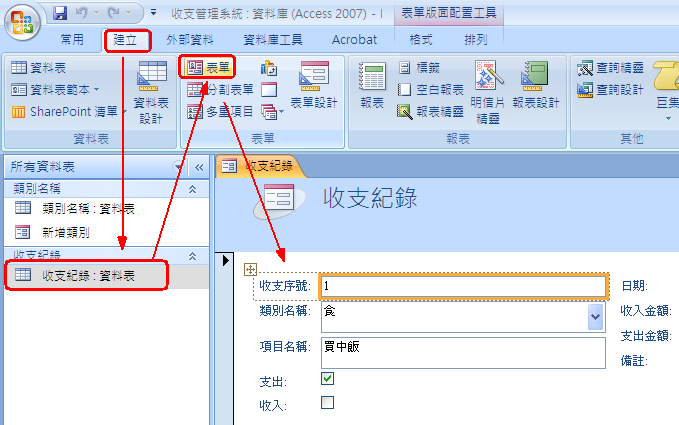 收支管理系統 : 資料庫 (Access 2007) - 表單版面配置工具
常用 建立 外部資料 資料庫工具 Acrobat 格式 排列
資料表 資料表範本 SharePoint 清單 資料表設計
表單 分割表單 多重項目 表單設計
報表 標籤 空白報表 報表精靈 明信片精靈 報表設計
查詢精靈 查詢設計 巨集
資料表 表單 報表 其他
所有資料表 «
類別名稱
類別名稱 : 資料表
新增類別
收支紀錄
收支紀錄 : 資料表
收支紀錄
收支紀錄
收支序號: 1 日期:
類別名稱: 食 收入金額:
支出金額:
項目名稱: 買中飯
備註:
支出:
收入: